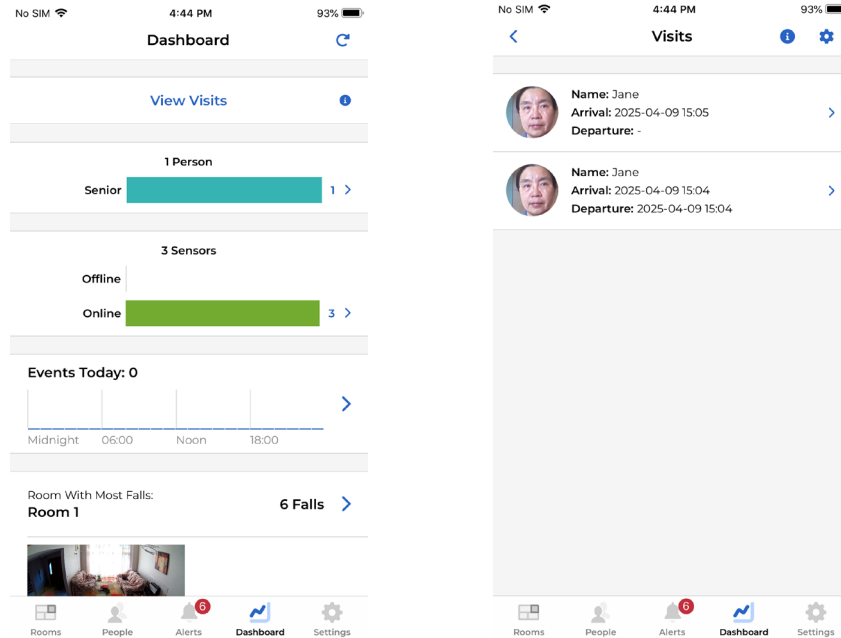 No SIM 4:44 PM 93%
Dashboard
View Visits
1 Person
Senior 1
3 Sensors
Offline
Online 3
Events Today: 0
Midnight 06:00 Noon 18:00
Room With Most Falls:
Room 1
6 Falls
6
Rooms People Alerts Dashboard Settings
No SIM 4:44 PM 93%
Visits
Name: Jane
Arrival: 2025-04-09 15:05
Departure: -
Name: Jane
Arrival: 2025-04-09 15:04
Departure: 2025-04-09 15:04
6
Rooms People Alerts Dashboard Settings